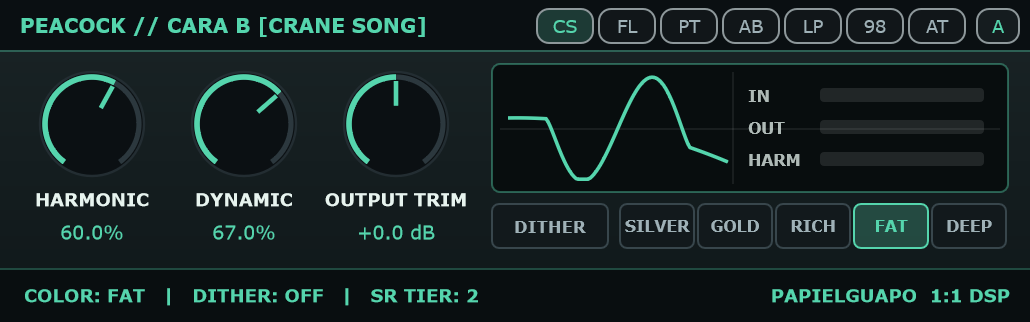 PEACOCK // CARA B [CRANE SONG] CS FL PT AB LP 98 AT A
IN
OUT
HARM
HARMONIC DYNAMIC OUTPUT TRIM
60.0% 67.0% +0.0 dB
DITHER SILVER GOLD RICH FAT DEEP
COLOR: FAT | DITHER: OFF | SR TIER: 2 PAPIELGUAPO 1:1 DSP